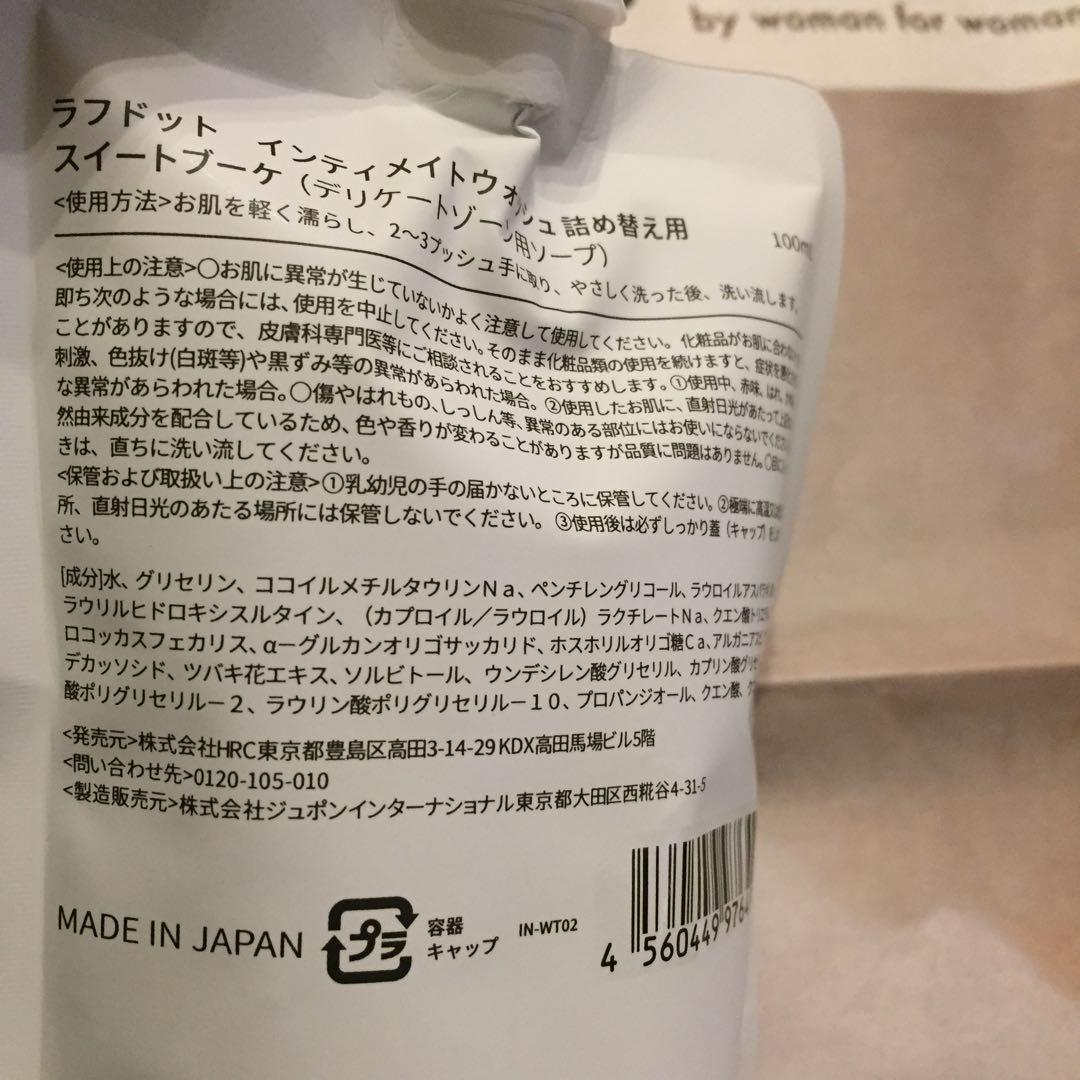 by woman for woman
ラフドット インティメイトウォッシュ 詰め替え用
スイートブーケ（デリケートゾーン用ソープ） 100mL
<使用方法>お肌を軽く濡らし、2〜3プッシュ手に取り、やさしく洗った後、洗い流します。
<使用上の注意>〇お肌に異常が生じていないかよく注意して使用してください。化粧品がお肌に合わない
即ち次のような場合には、使用を中止してください。そのまま化粧品類の使用を続けますと、症状を
ことがありますので、皮膚科専門医等にご相談されることをおすすめします。①使用中、赤味、はれ、
刺激、色抜け(白斑等)や黒ずみ等の異常があらわれた場合。②使用したお肌に、直射日光があたって
な異常があらわれた場合。〇傷やはれもの、しっしん等、異常のある部位にはお使いにならないでください
然由来成分を配合しているため、色や香りが変わることがありますが品質に問題はありません。
きは、直ちに洗い流してください。
<保管および取扱い上の注意>①乳幼児の手の届かないところに保管してください。②極端に高温
所、直射日光のあたる場所には保管しないでください。③使用後は必ずしっかり蓋（キャップ）
さい。
[成分]水、グリセリン、ココイルメチルタウリンNa、ペンチレングリコール、ラウロイルアスパラギン
ラウリルヒドロキシスルタイン、（カプロイル／ラウロイル）ラクチレートNa、クエン酸
ロコッカスフェカリス、α－グルカンオリゴサッカリド、ホスホリルオリゴ糖Ca、アルガニアス
デカッソシド、ツバキ花エキス、ソルビトール、ウンデシレン酸グリセリル、カプリン酸
酸ポリグリセリル－2、ラウリン酸ポリグリセリル－10、プロパンジオール、クエン酸、
<発売元>株式会社HRC東京都豊島区高田3-14-29 KDX高田馬場ビル5階
<問い合わせ先>0120-105-010
<製造販売元>株式会社ジュポンインターナショナル東京都大田区西糀谷4-31-5
MADE IN JAPAN
プラ
容器
キャップ
IN-WT02
4 560449 9764